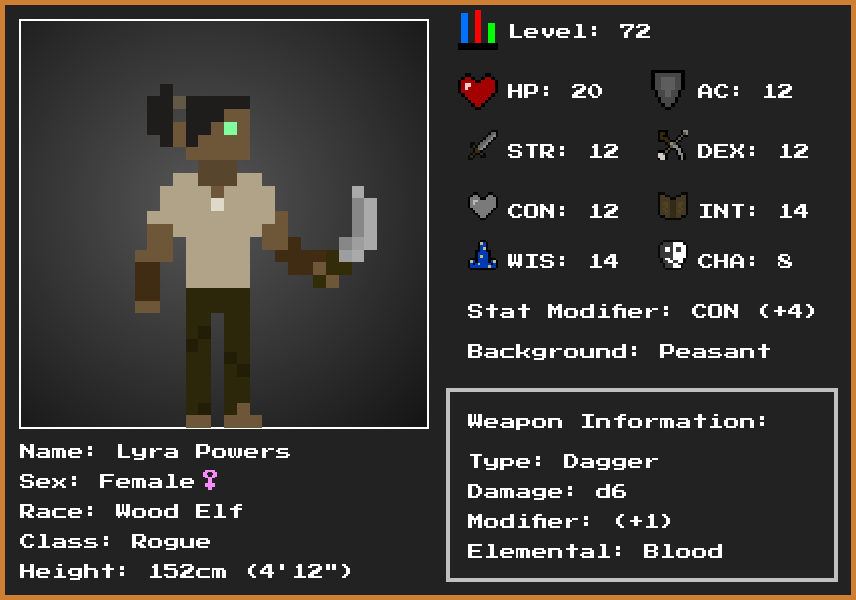 Level: 72
HP: 20 AC: 12
STR: 12 DEX: 12
CON: 12 INT: 14
WIS: 14 CHA: 8
Stat Modifier: CON (+4)
Background: Peasant
Weapon Information:
Type: Dagger
Damage: d6
Modifier: (+1)
Elemental: Blood
Name: Lyra Powers
Sex: Female♀
Race: Wood Elf
Class: Rogue
Height: 152cm (4'12")